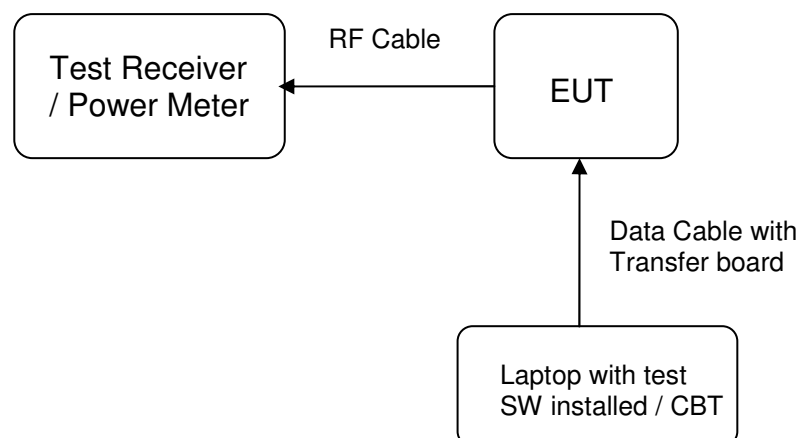 RF Cable
Test Receiver
/ Power Meter
EUT
Data Cable with
Transfer board
Laptop with test
SW installed / CBT